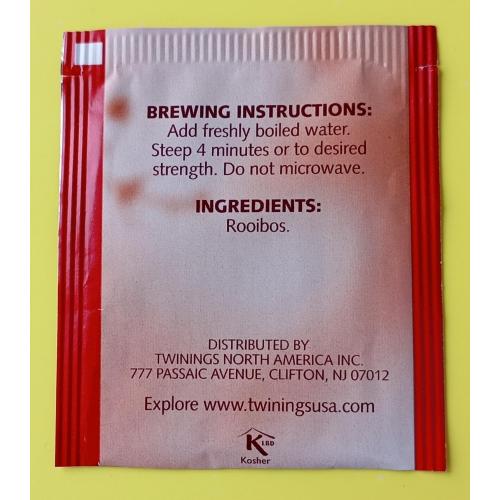 BREWING INSTRUCTIONS:
Add freshly boiled water.
Steep 4 minutes or to desired
strength. Do not microwave.
INGREDIENTS:
Rooibos.
DISTRIBUTED BY
TWININGS NORTH AMERICA INC.
777 PASSAIC AVENUE, CLIFTON, NJ 07012
Explore www.twiningsusa.com
K LBD
Kosher